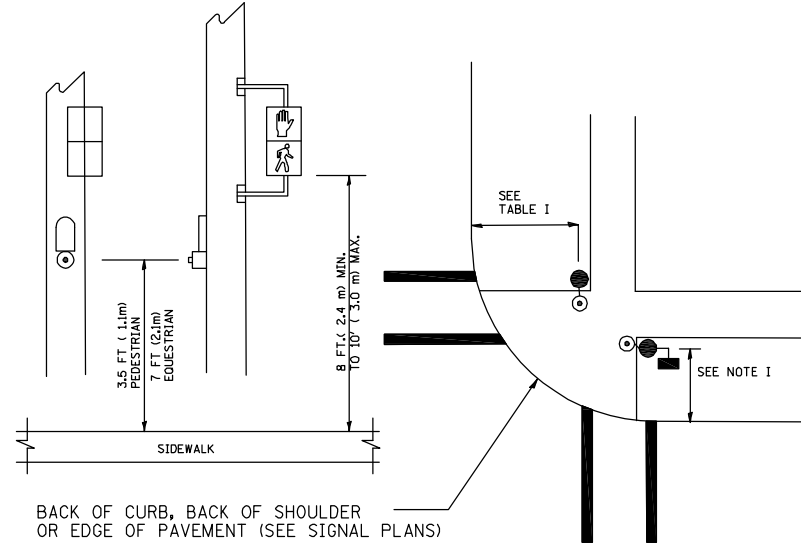 3.5 FT ( 1.1m)
PEDESTRIAN
7 FT (2.1m)
EQUESTRIAN
8 FT.( 2.4 m) MIN.
TO 10' ( 3.0 m) MAX.
SEE
TABLE I
SEE NOTE I
SIDEWALK
BACK OF CURB, BACK OF SHOULDER
OR EDGE OF PAVEMENT (SEE SIGNAL PLANS)